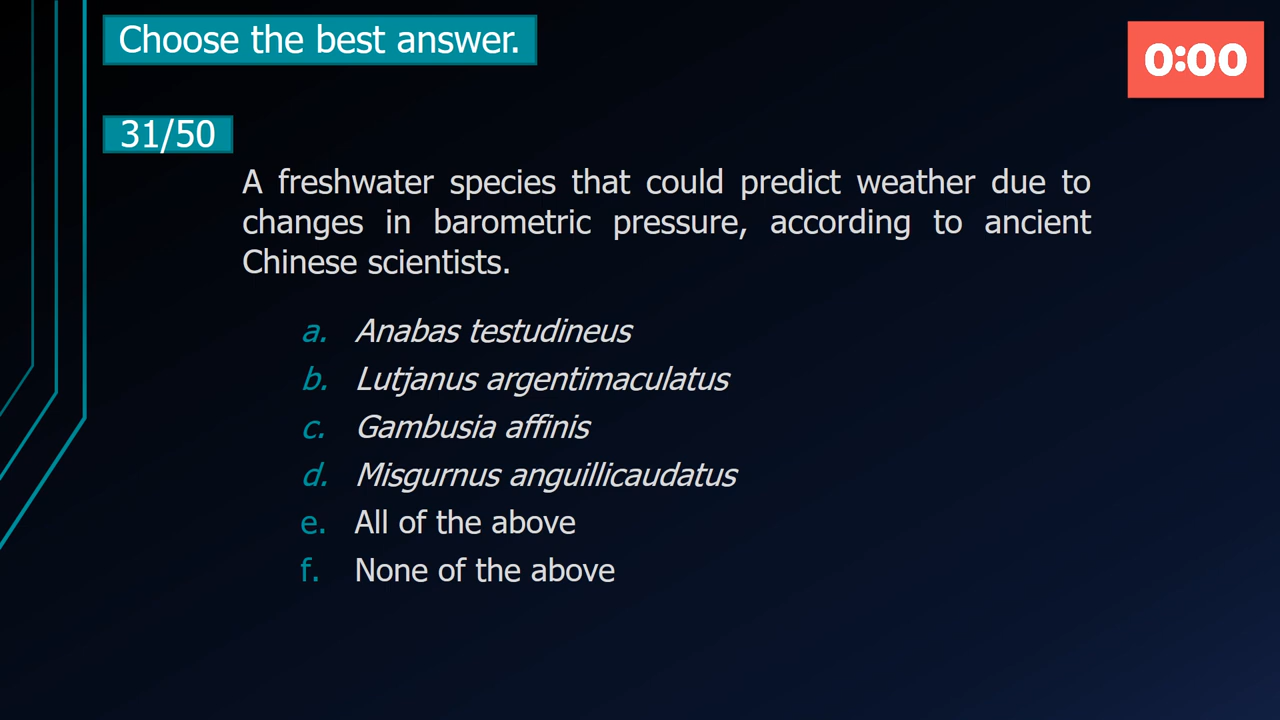 Choose the best answer.
0:00
31/50
A freshwater species that could predict weather due to
changes in barometric pressure, according to ancient
Chinese scientists.
a. Anabas testudineus
b. Lutjanus argentimaculatus
c. Gambusia affinis
d. Misgurnus anguillicaudatus
e. All of the above
f. None of the above